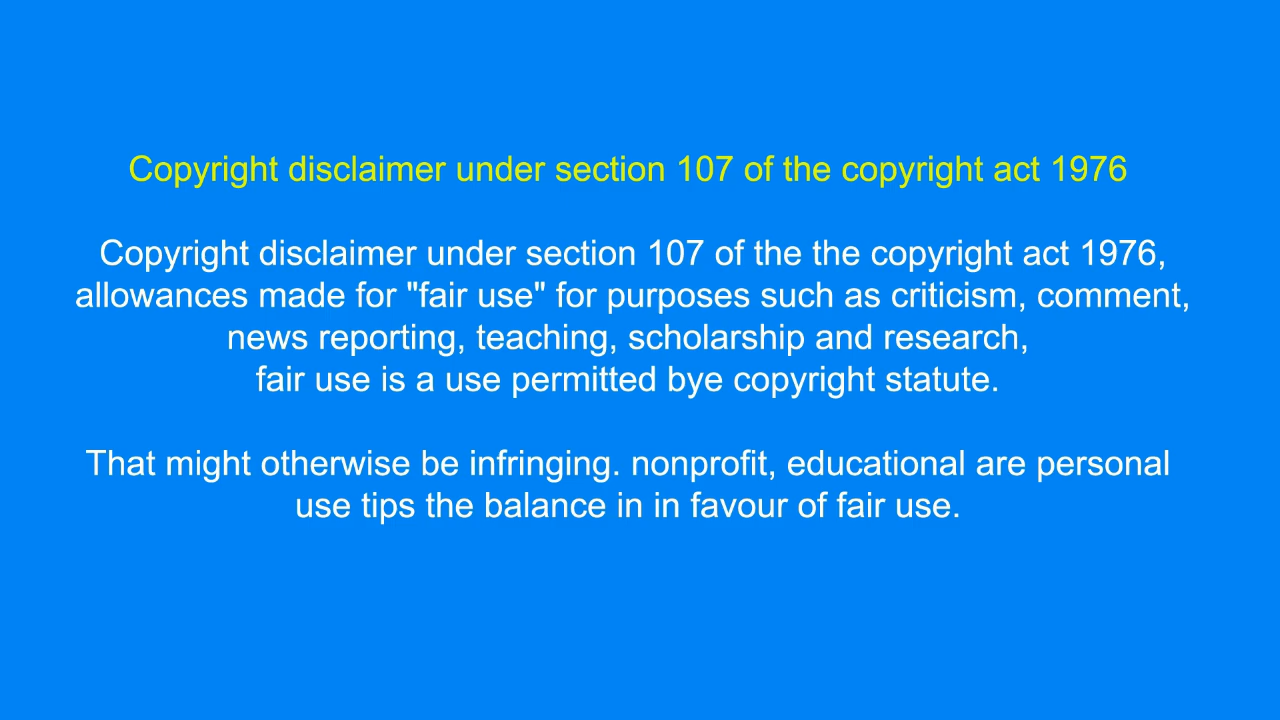 Copyright disclaimer under section 107 of the copyright act 1976
Copyright disclaimer under section 107 of the the copyright act 1976,
allowances made for "fair use" for purposes such as criticism, comment,
news reporting, teaching, scholarship and research,
fair use is a use permitted bye copyright statute.
That might otherwise be infringing. nonprofit, educational are personal
use tips the balance in in favour of fair use.